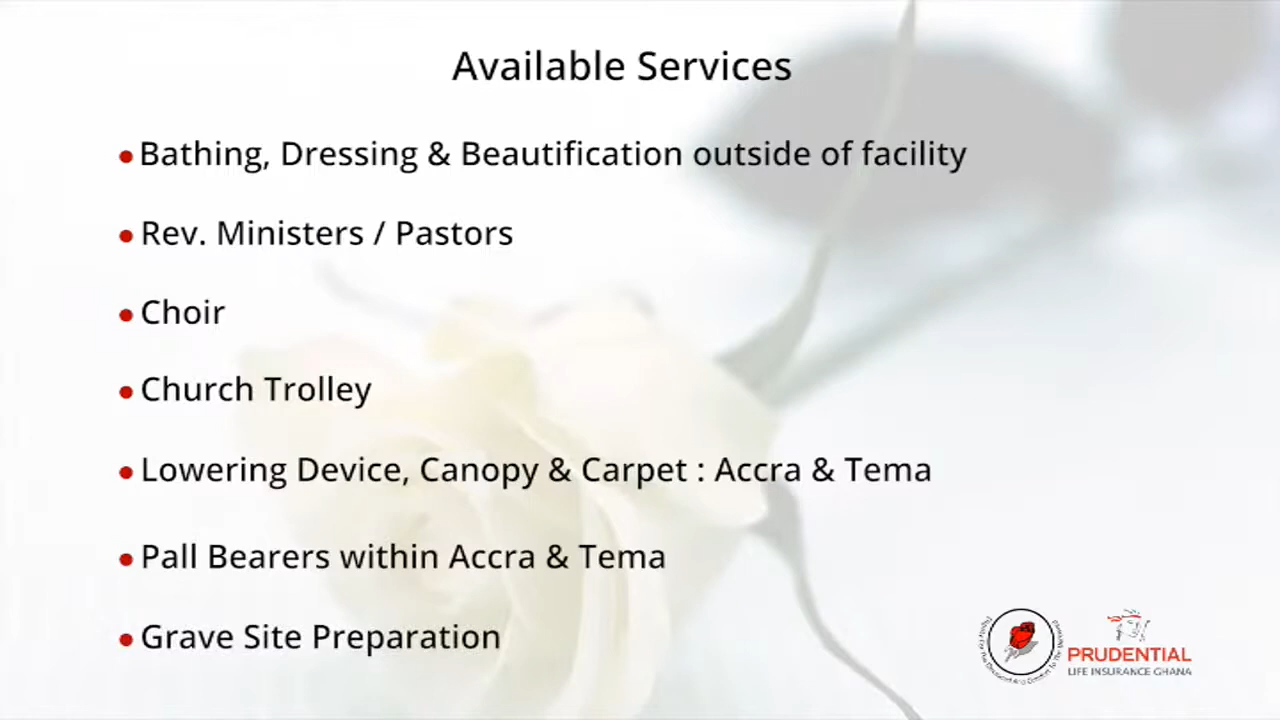 Available Services
Bathing, Dressing & Beautification outside of facility
Rev. Ministers / Pastors
Choir
Church Trolley
Lowering Device, Canopy & Carpet : Accra & Tema
Pall Bearers within Accra & Tema
Grave Site Preparation
PRUDENTIAL
LIFE INSURANCE GHANA